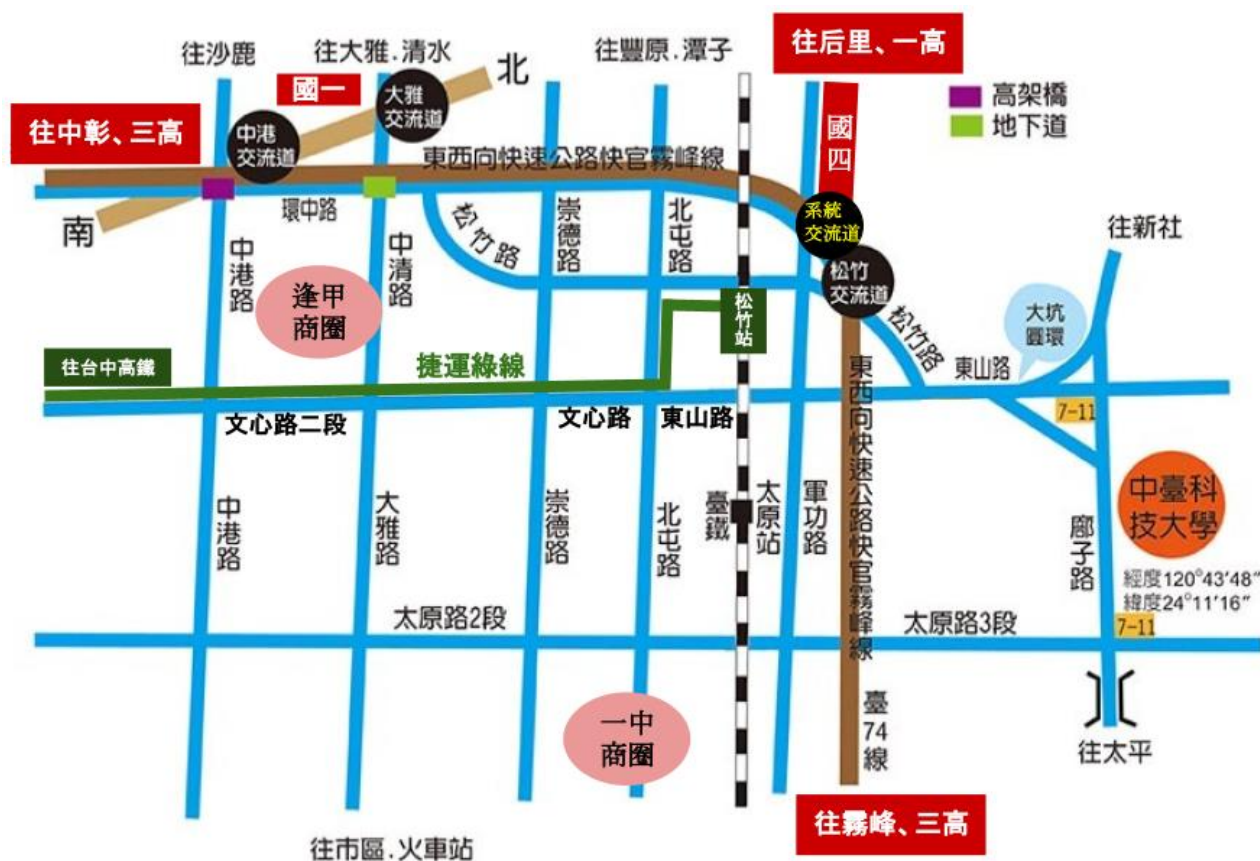 往沙鹿
往大雅.清水
北
往豐原.潭子
往后里、一高
國一
大雅
交流道
高架橋
地下道
往中彰、三高
中港
交流道
國四
東西向快速公路快官霧峰線
環中路
南
系統
交流道
往新社
松竹路
崇德路
北屯路
中港路
中清路
松竹
交流道
逢甲
商圈
松竹站
松竹路
大坑
圓環
往台中高鐵
捷運綠線
東山路
文心路二段
文心路
東山路
7-11
東西向快速公路快官霧峰線
中港路
大雅路
崇德路
北屯路
臺鐵
太原站
軍功路
廍子路
中臺科
技大學
經度120°43'48"
緯度24°11'16"
太原路2段
太原路3段
7-11
一中
商圈
臺74線
往太平
往霧峰、三高
往市區.火車站